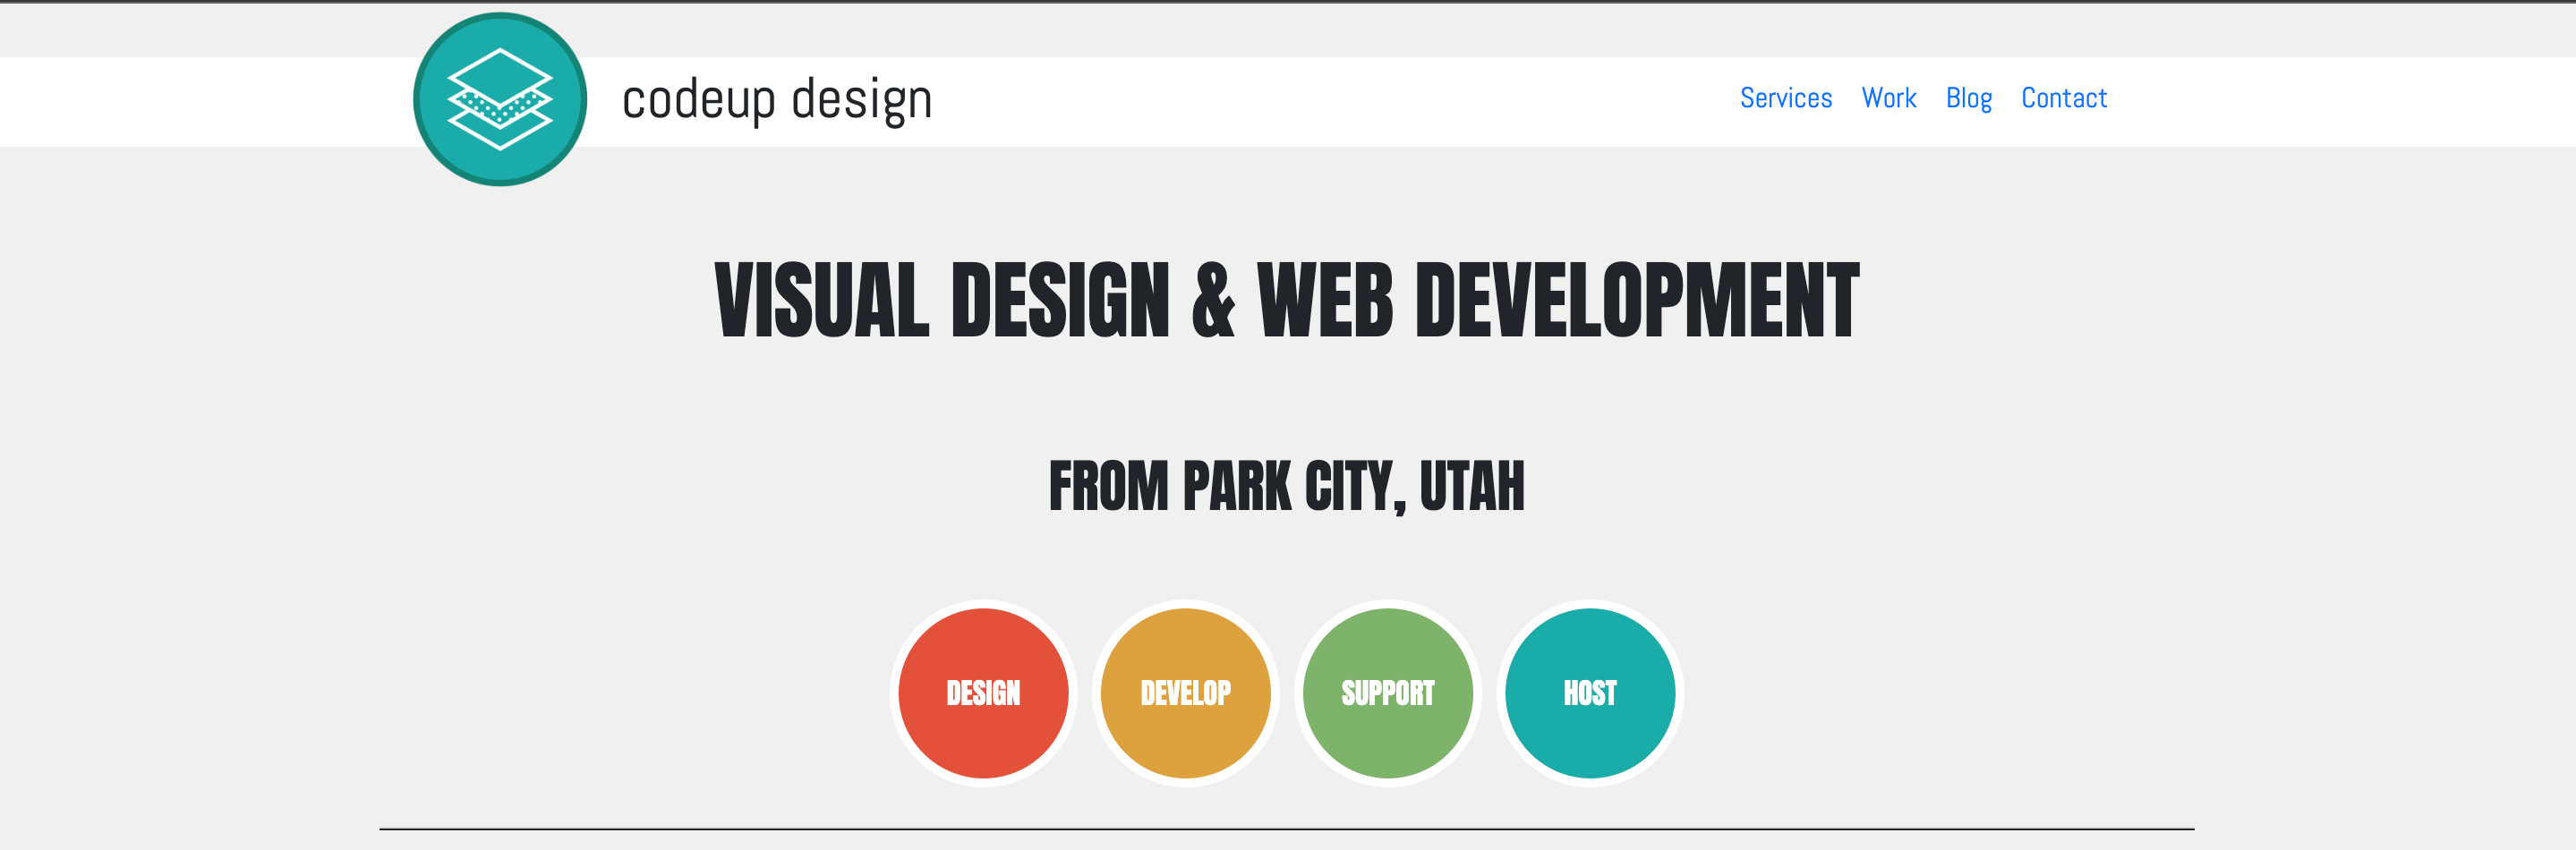 codeup design
Services Work Blog Contact
VISUAL DESIGN & WEB DEVELOPMENT
FROM PARK CITY, UTAH
DESIGN DEVELOP SUPPORT HOST